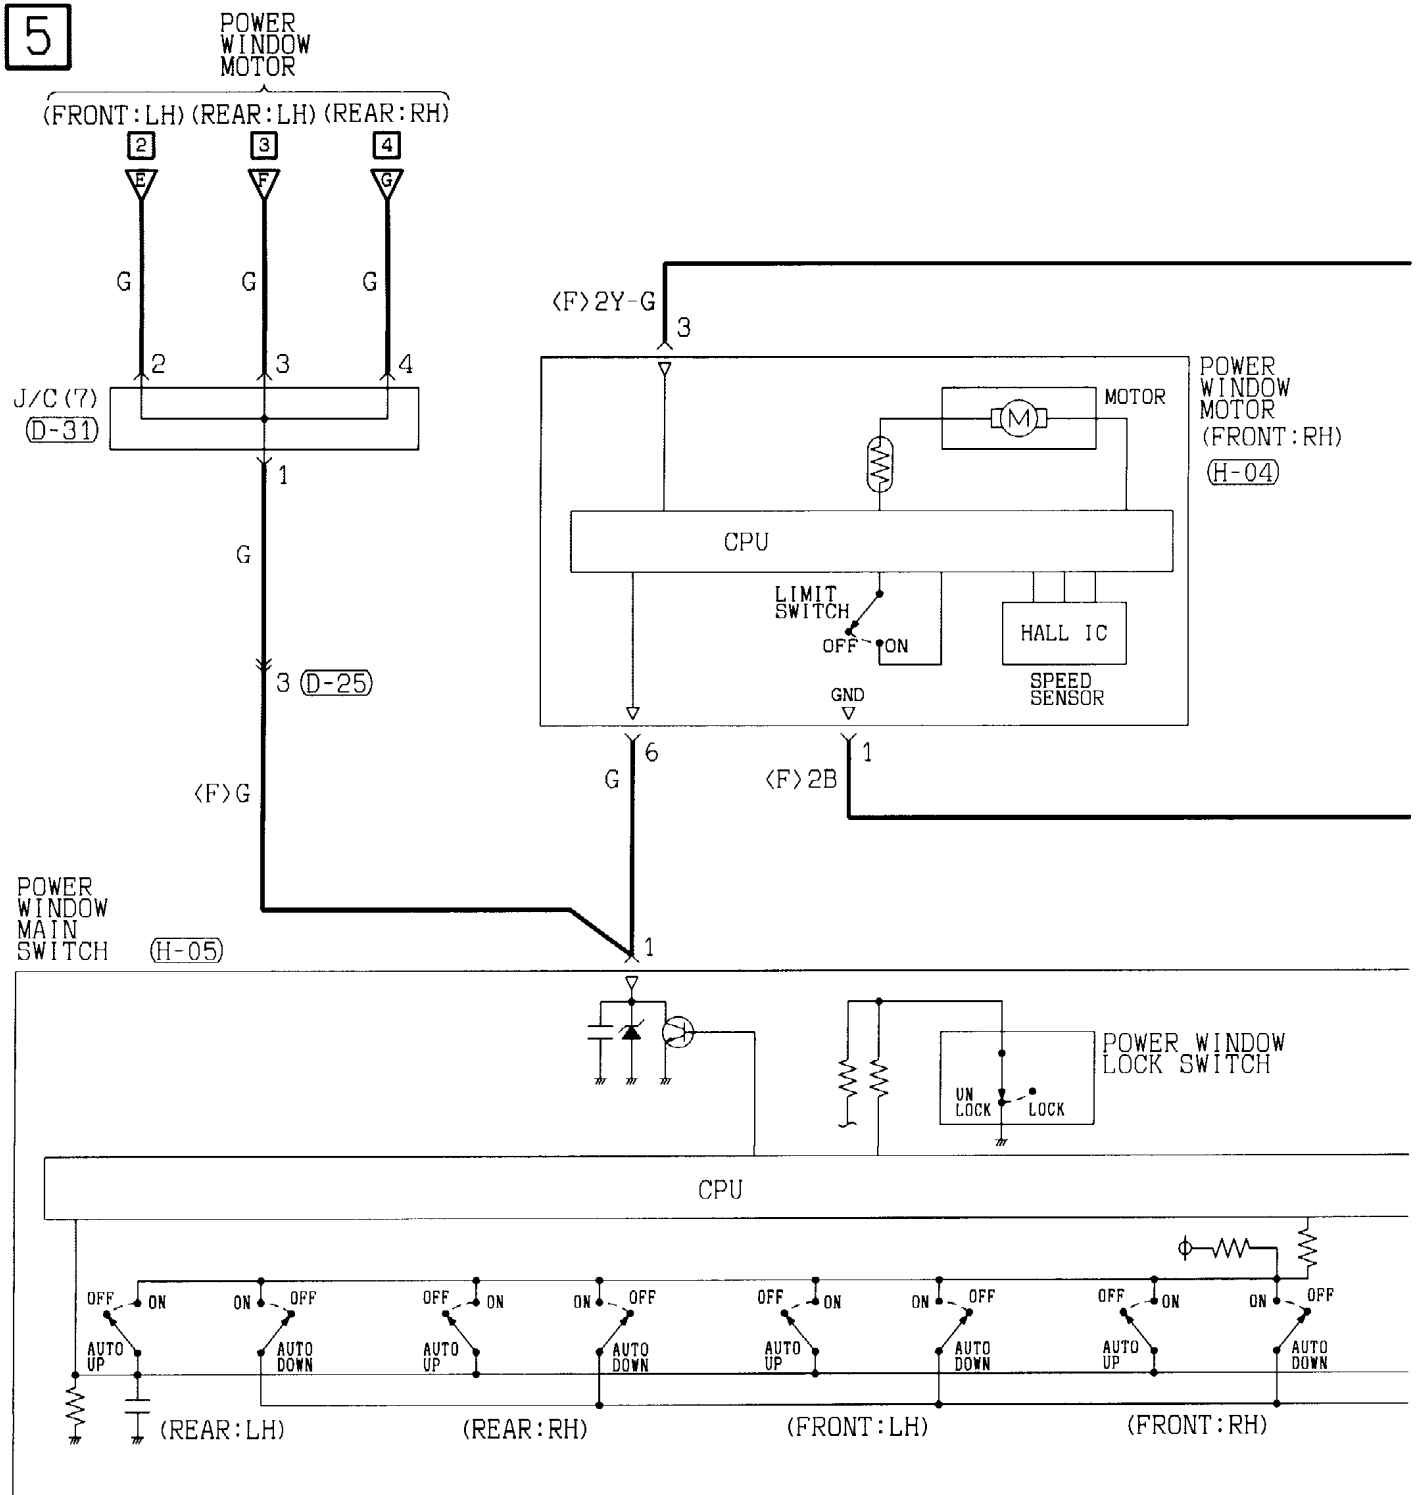 5
POWER
WINDOW
MOTOR
(FRONT:LH) (REAR:LH) (REAR:RH)
2 3 4
E F G
G G G
<F>2Y-G
3
2 3 4
J/C(7)
D-31
1
POWER
WINDOW
MOTOR
(FRONT:RH)
H-04
MOTOR
M
G
CPU
LIMIT
SWITCH
OFF ON
HALL IC
SPEED
SENSOR
GND
3 D-25
6
1
G
<F>2B
<F>G
POWER
WINDOW
MAIN
SWITCH H-05
1
POWER WINDOW
LOCK SWITCH
UN
LOCK LOCK
CPU
OFF ON ON OFF OFF ON ON OFF OFF ON ON OFF OFF ON ON OFF
AUTO AUTO AUTO AUTO AUTO AUTO AUTO AUTO
UP DOWN UP DOWN UP DOWN UP DOWN
(REAR:LH) (REAR:RH) (FRONT:LH) (FRONT:RH)